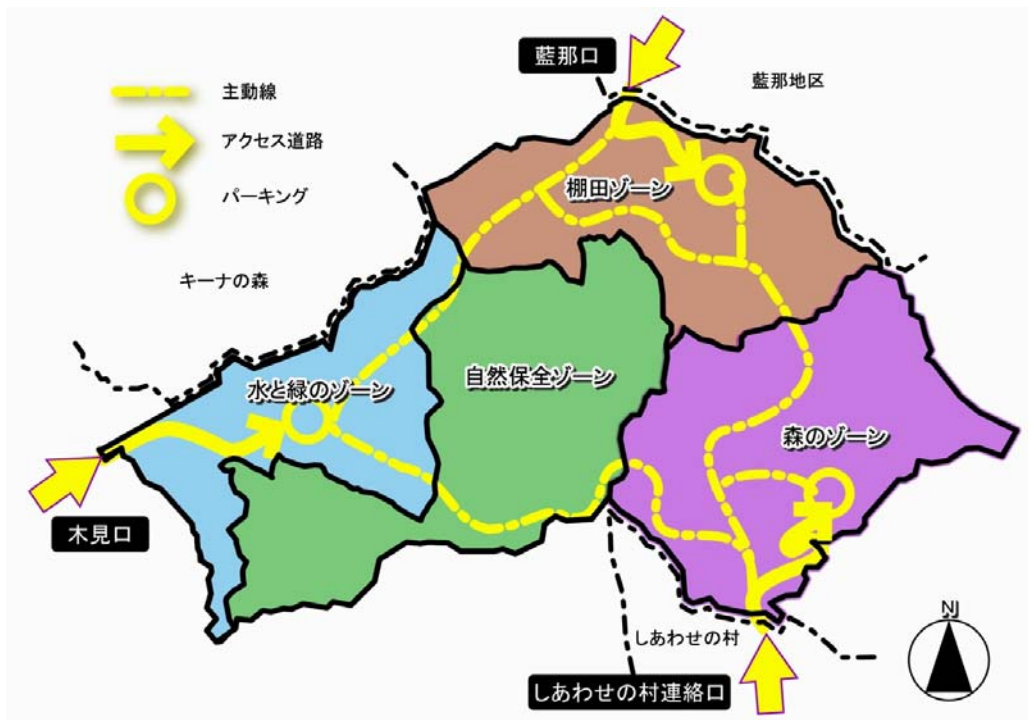 藍那口
藍那地区
主動線
アクセス道路
パーキング
棚田ゾーン
キーナの森
水と緑のゾーン
自然保全ゾーン
森のゾーン
木見口
しあわせの村
しあわせの村連絡口
N